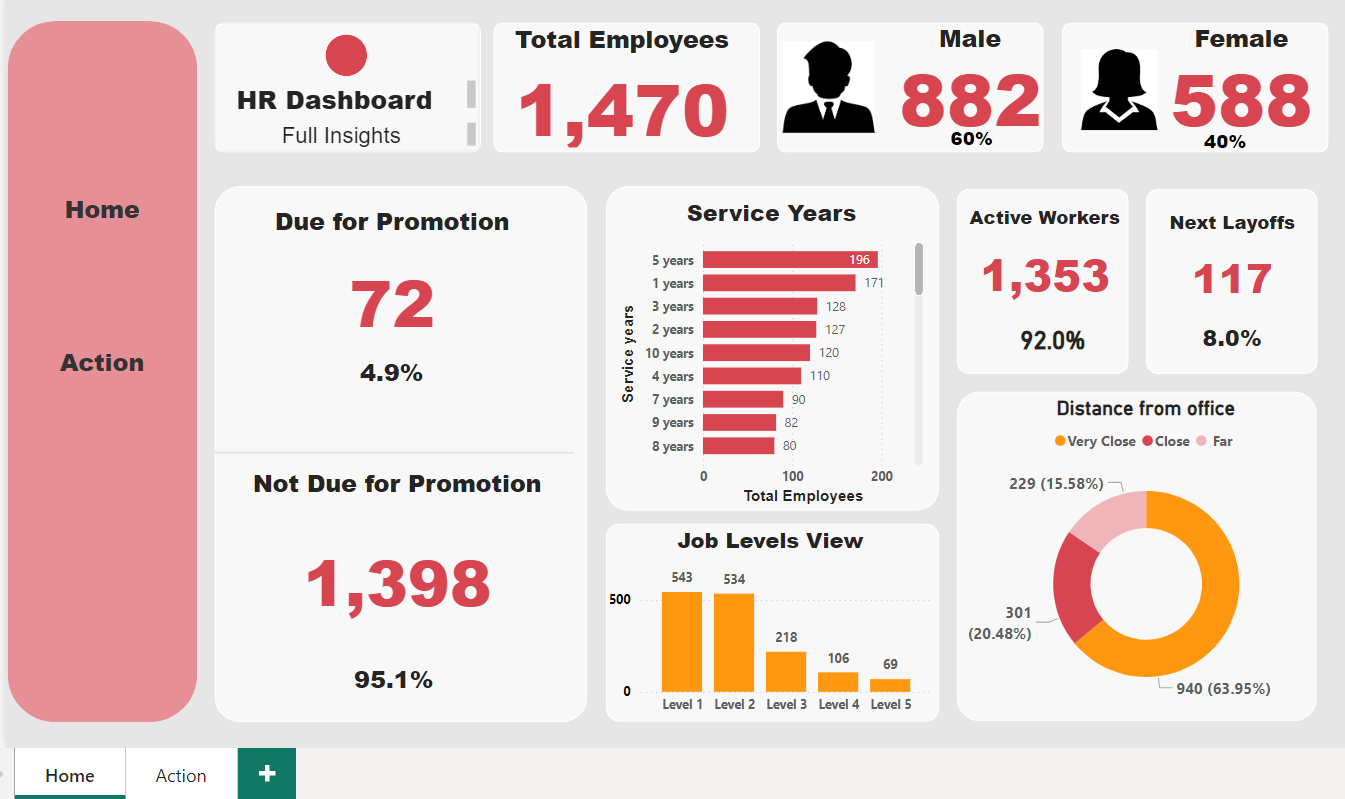 Home
Action
HR Dashboard
Full Insights
Total Employees
1,470
Male
882
60%
Female
588
40%
Due for Promotion
72
4.9%
Not Due for Promotion
1,398
95.1%
Service Years
Service years
5 years 196
1 years 171
3 years 128
2 years 127
10 years 120
4 years 110
7 years 90
9 years 82
8 years 80
0 100 200
Total Employees
Job Levels View
500
0
543 534 218 106 69
Level 1 Level 2 Level 3 Level 4 Level 5
Active Workers
1,353
92.0%
Next Layoffs
117
8.0%
Distance from office
Very Close Close Far
229 (15.58%)
301
(20.48%)
940 (63.95%)
Home Action +